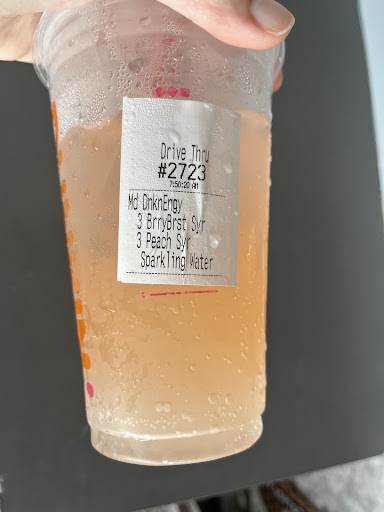 Drive Thru
#2723
7:50:20 AM
Md DnknEngy
3 BrryBrst Syr
3 Peach Syr
Sparkling Water